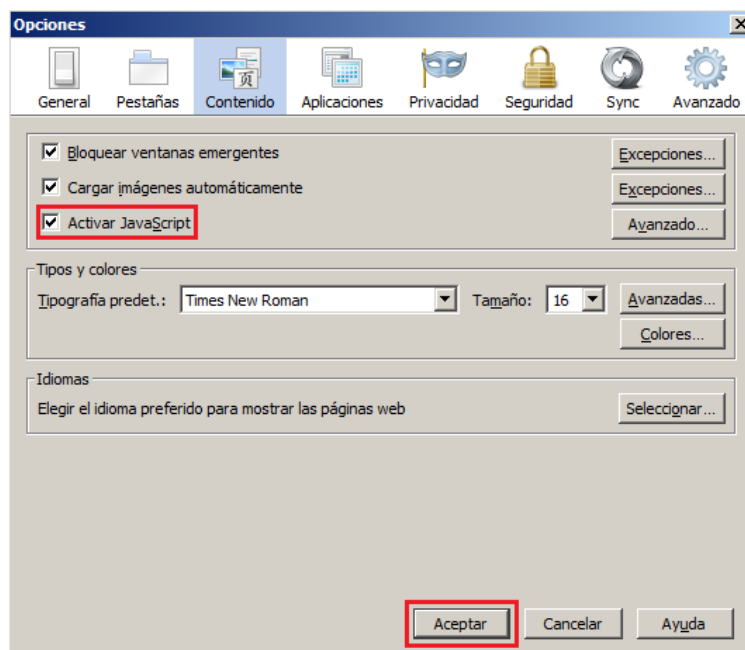 Opciones
General Pestañas Contenido Aplicaciones Privacidad Seguridad Sync Avanzado
Bloquear ventanas emergentes Excepciones...
Cargar imágenes automáticamente Excepciones...
Activar JavaScript Avanzado...
Tipos y colores
Tipografía predet.: Times New Roman Tamaño: 16 Avanzadas...
Colores...
Idiomas
Elegir el idioma preferido para mostrar las páginas web Seleccionar...
Aceptar Cancelar Ayuda